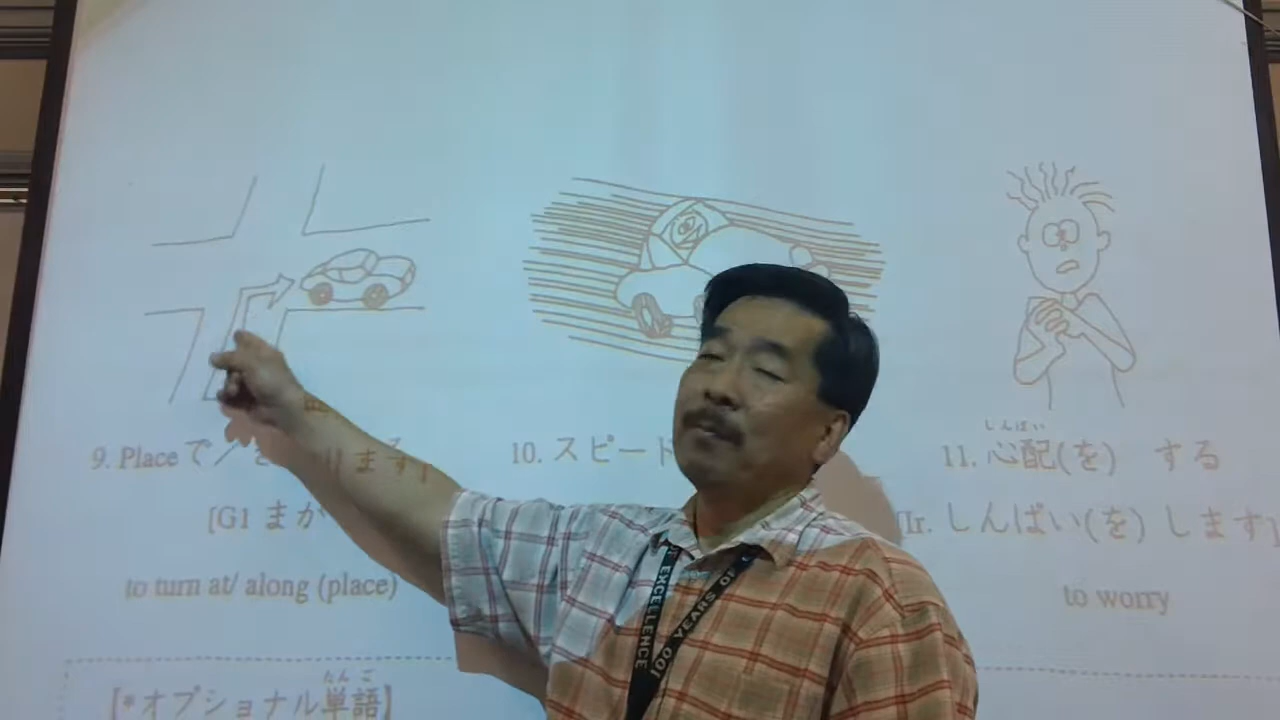 9. Place で／を
ます]
[G1 まが
to turn at/ along (place)
10. スピード
しんぱい
11. 心配(を) する
[Ir. しんぱい(を) します]
to worry
たんご
[*オプショナル単語]
EXCELLENCE
100 YEARS OF